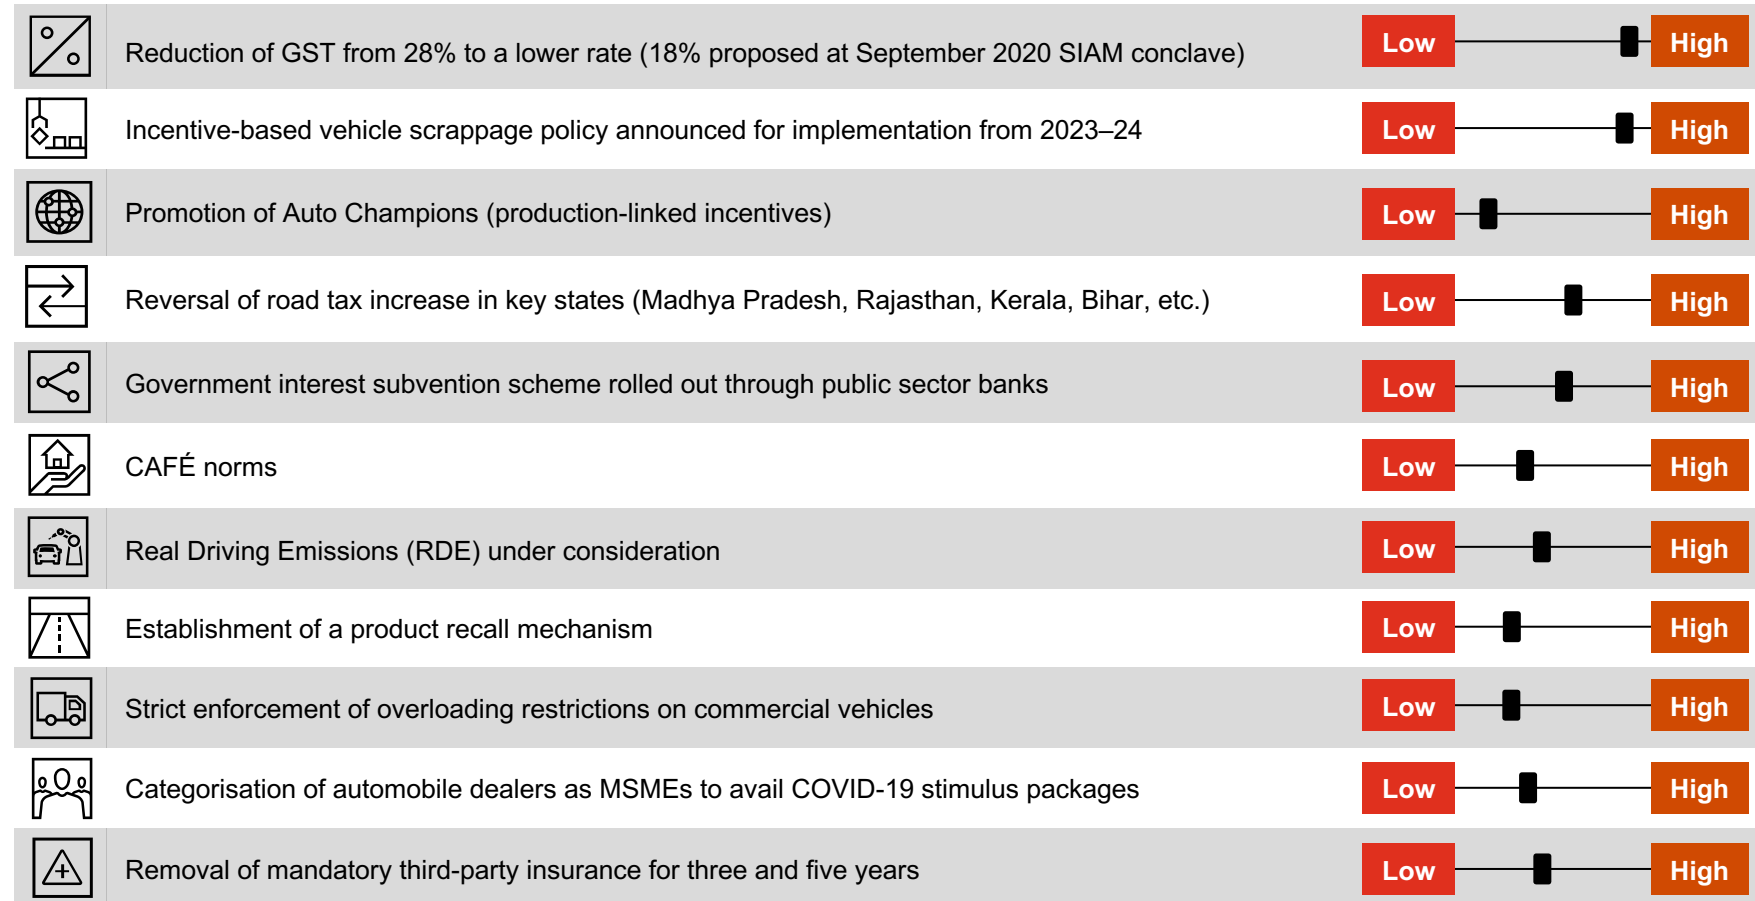 Reduction of GST from 28% to a lower rate (18% proposed at September 2020 SIAM conclave) Low High
Incentive-based vehicle scrappage policy announced for implementation from 2023–24 Low High
Promotion of Auto Champions (production-linked incentives) Low High
Reversal of road tax increase in key states (Madhya Pradesh, Rajasthan, Kerala, Bihar, etc.) Low High
Government interest subvention scheme rolled out through public sector banks Low High
CAFÉ norms Low High
Real Driving Emissions (RDE) under consideration Low High
Establishment of a product recall mechanism Low High
Strict enforcement of overloading restrictions on commercial vehicles Low High
Categorisation of automobile dealers as MSMEs to avail COVID-19 stimulus packages Low High
Removal of mandatory third-party insurance for three and five years Low High